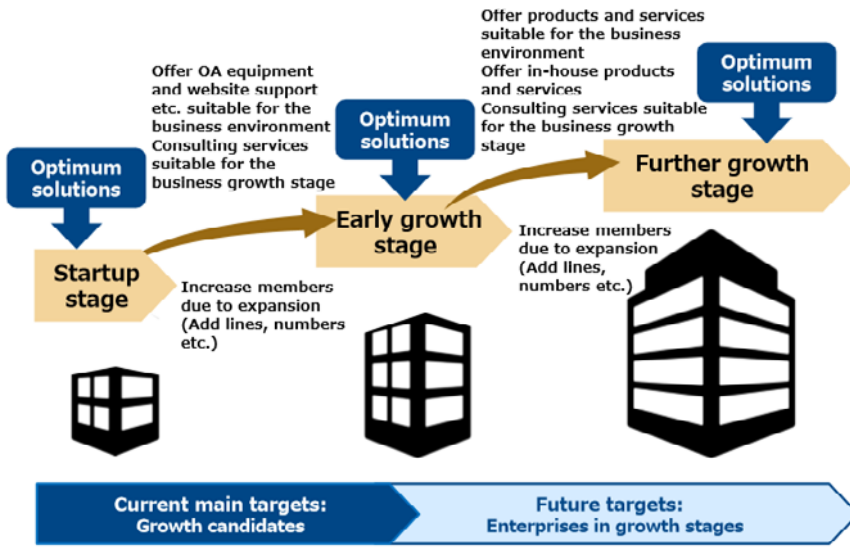 Offer products and services
suitable for the business
environment
Offer in-house products
and services
Consulting services suitable
for the business growth
stage
Optimum
solutions
Offer OA equipment
and website support
etc. suitable for the
business environment
Consulting services
suitable for the
business growth stage
Optimum
solutions
Further growth
stage
Optimum
solutions
Early growth
stage
Increase members
due to expansion
(Add lines,
numbers etc.)
Startup
stage
Increase members
due to expansion
(Add lines, numbers
etc.)
Current main targets:
Growth candidates
Future targets:
Enterprises in growth stages